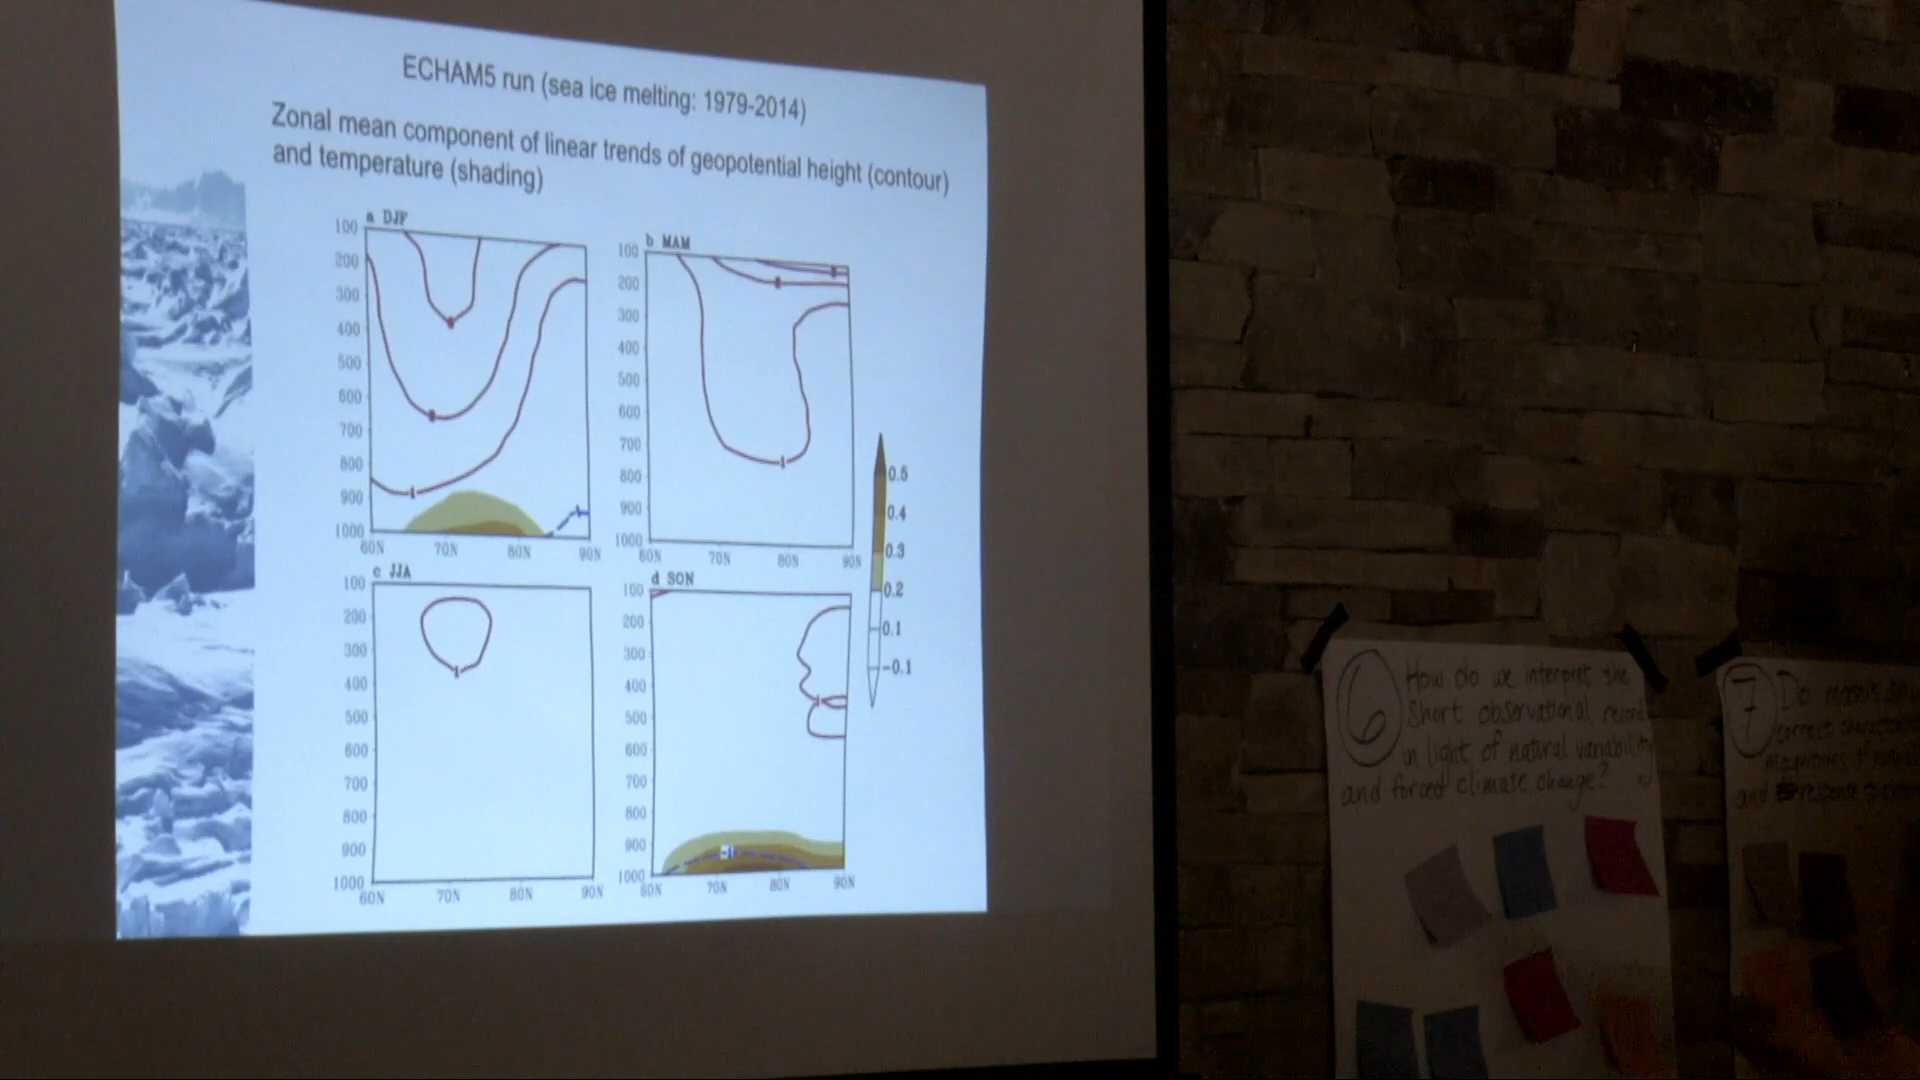 ECHAM5 run (sea ice melting: 1979-2014)
Zonal mean component of linear trends of geopotential height (contour)
and temperature (shading)
a DJF
100
200
300
400
500
600
700
800
900
1000
60N 70N 80N 90N
b MAM
100
200
300
400
500
600
700
800
900
1000
60N 70N 80N 90N
c JJA
100
200
300
400
500
600
700
800
900
1000
60N 70N 80N 90N
d SON
100
200
300
400
500
600
700
800
900
1000
60N 70N 80N 90N
0.5
0.4
0.3
0.2
0.1
-0.1
6 How do we interpret the
short observational record
in light of natural variability
and forced climate change?
7 Do
correct
and